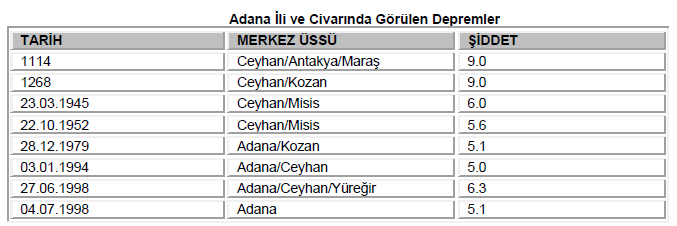 Adana İli ve Civarında Görülen Depremler
TARİH MERKEZ ÜSSÜ ŞİDDET
1114 Ceyhan/Antakya/Maraş 9.0
1268 Ceyhan/Kozan 9.0
23.03.1945 Ceyhan/Misis 6.0
22.10.1952 Ceyhan/Misis 5.6
28.12.1979 Adana/Kozan 5.1
03.01.1994 Adana/Ceyhan 5.0
27.06.1998 Adana/Ceyhan/Yüreğir 6.3
04.07.1998 Adana 5.1